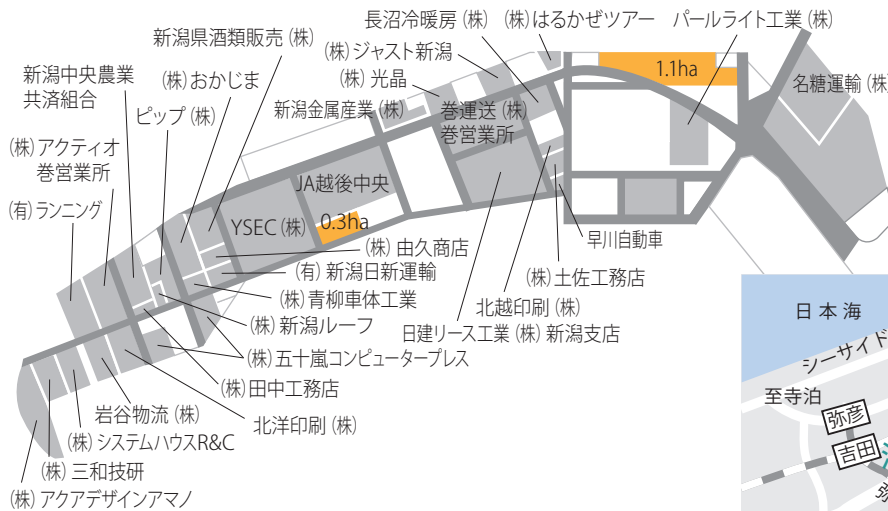 長沼冷暖房 (株)
(株) はるかぜツアー
パールライト工業 (株)
新潟県酒類販売 (株)
(株) ジャスト新潟
1.1ha
名糖運輸 (株)
新潟中央農業
共済組合
(株) おかじま
(株) 光晶
ピップ (株)
新潟金属産業 (株)
巻運送 (株)
巻営業所
(株) アクティオ
巻営業所
JA越後中央
(有) ランニング
YSEC (株)
0.3ha
早川自動車
(株) 由久商店
(有) 新潟日新運輸
(株) 土佐工務店
(株) 青柳車体工業
北越印刷 (株)
(株) 新潟ルーフ
日建リース工業 (株) 新潟支店
(株) 五十嵐コンピュータープレス
(株) 田中工務店
岩谷物流 (株)
北洋印刷 (株)
(株) システムハウスR&C
(株) 三和技研
(株) アクアデザインアマノ
日本海
シーサイド
至寺泊
弥彦
吉田